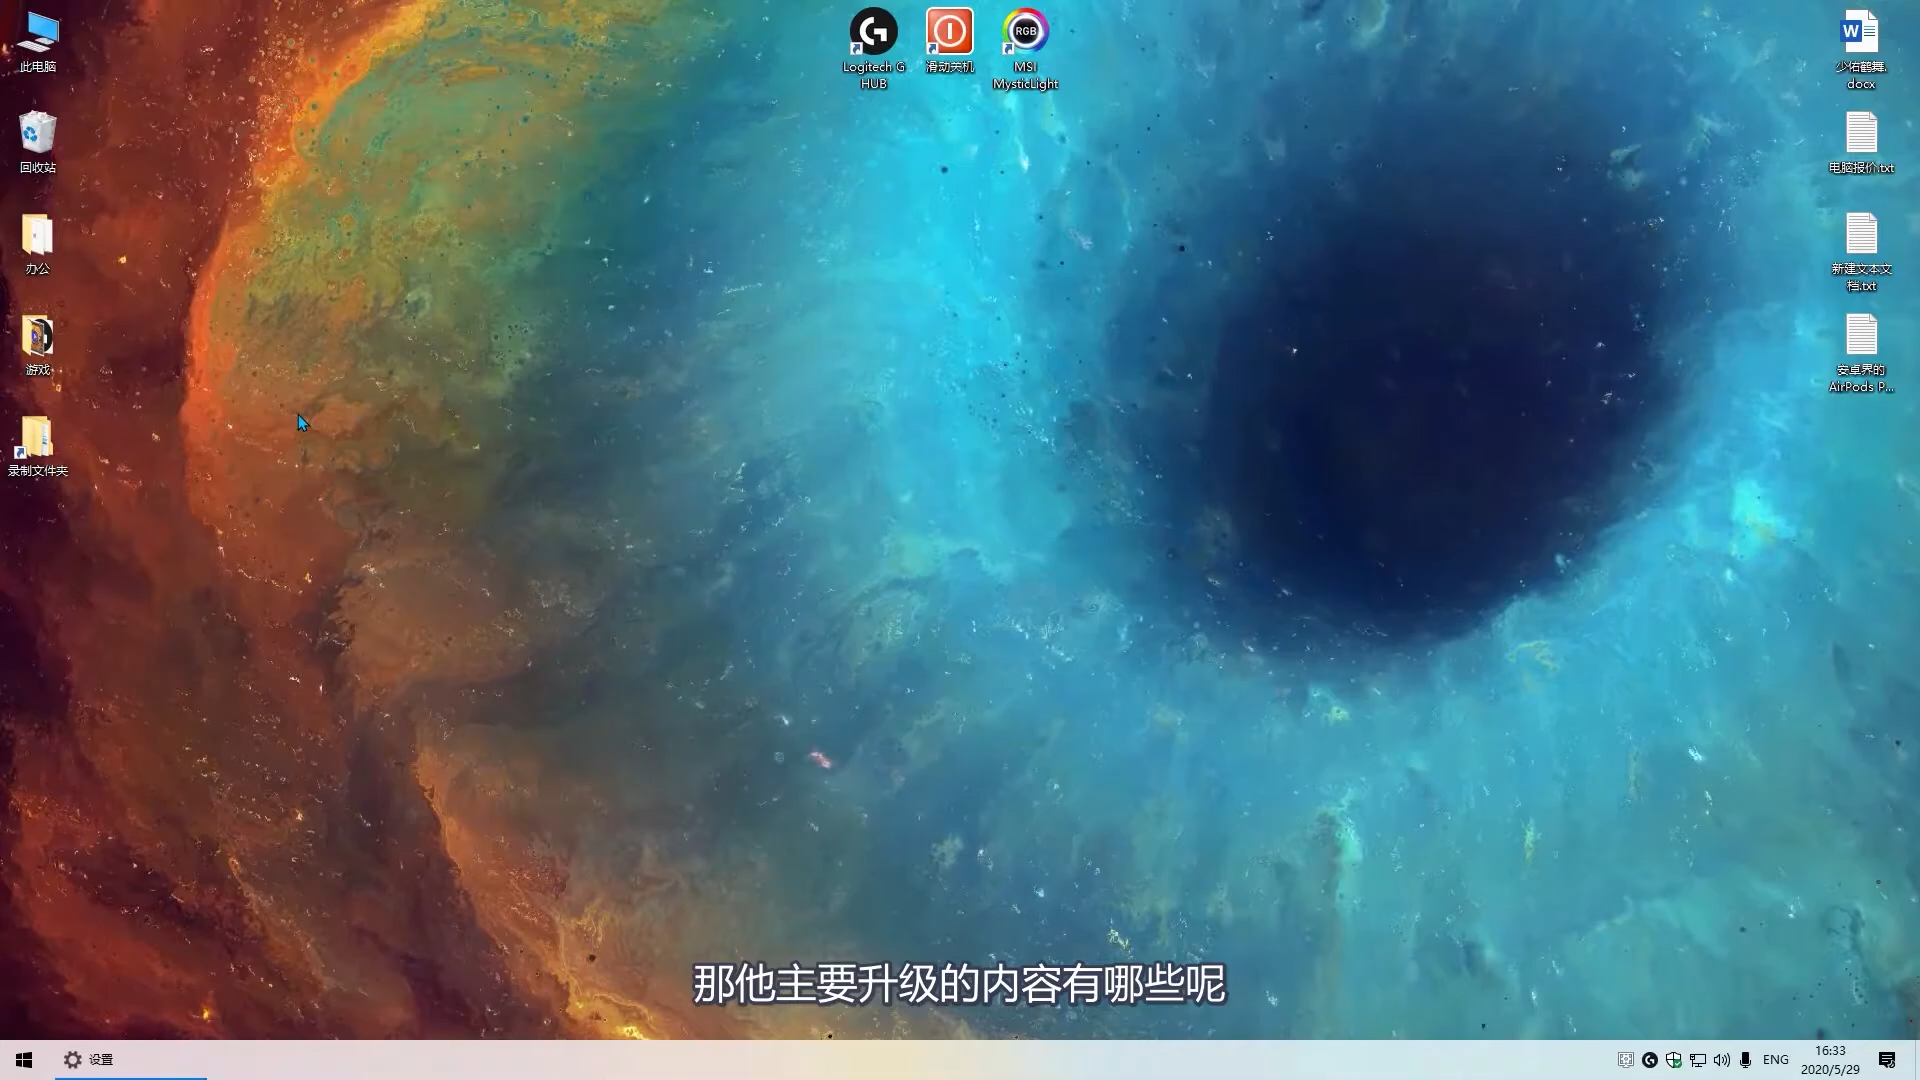 此电脑
回收站
办公
游戏
录制文件夹
Logitech G
HUB
滑动关机
RGB
MSI
MysticLight
W
少佑鹤舞.
docx
电脑报价.txt
新建文本文
档.txt
安卓界的
AirPods P...
那他主要升级的内容有哪些呢
设置
ENG
16:33
2020/5/29